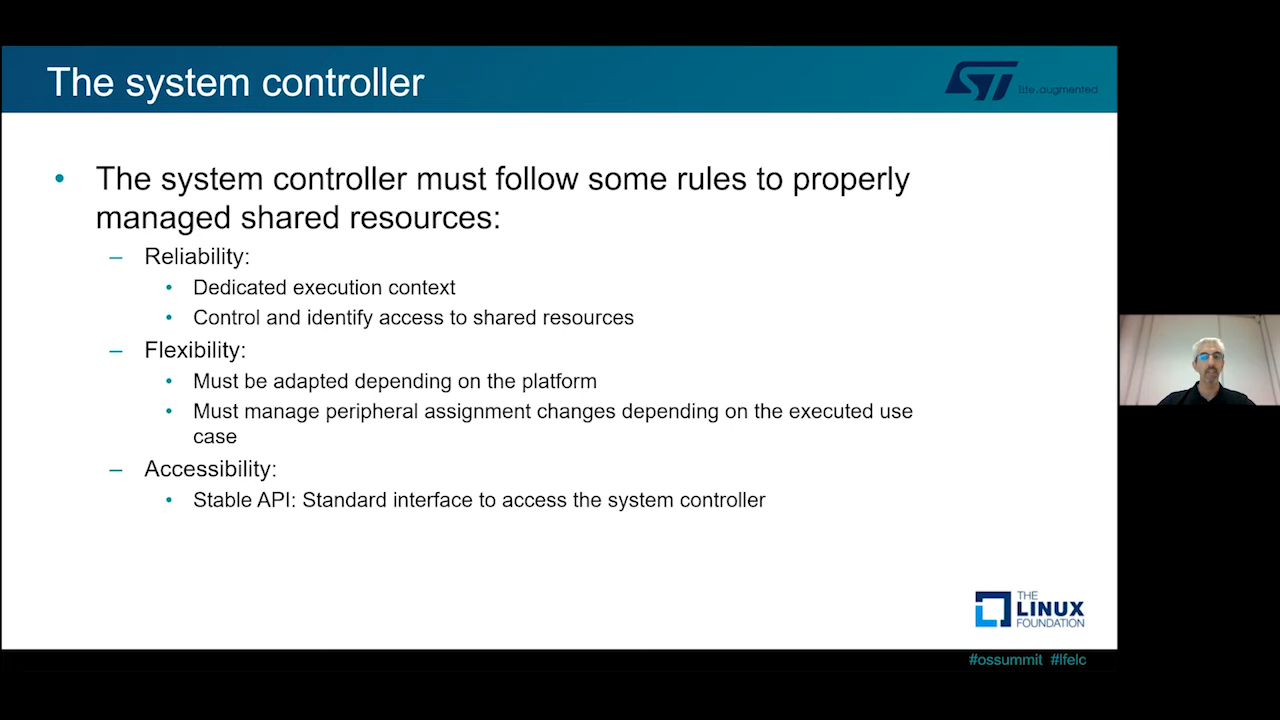 The system controller
ST life.augmented
• The system controller must follow some rules to properly
managed shared resources:
– Reliability:
• Dedicated execution context
• Control and identify access to shared resources
– Flexibility:
• Must be adapted depending on the platform
• Must manage peripheral assignment changes depending on the executed use
case
– Accessibility:
• Stable API: Standard interface to access the system controller
THE
LINUX
FOUNDATION
#ossummit #lfelc